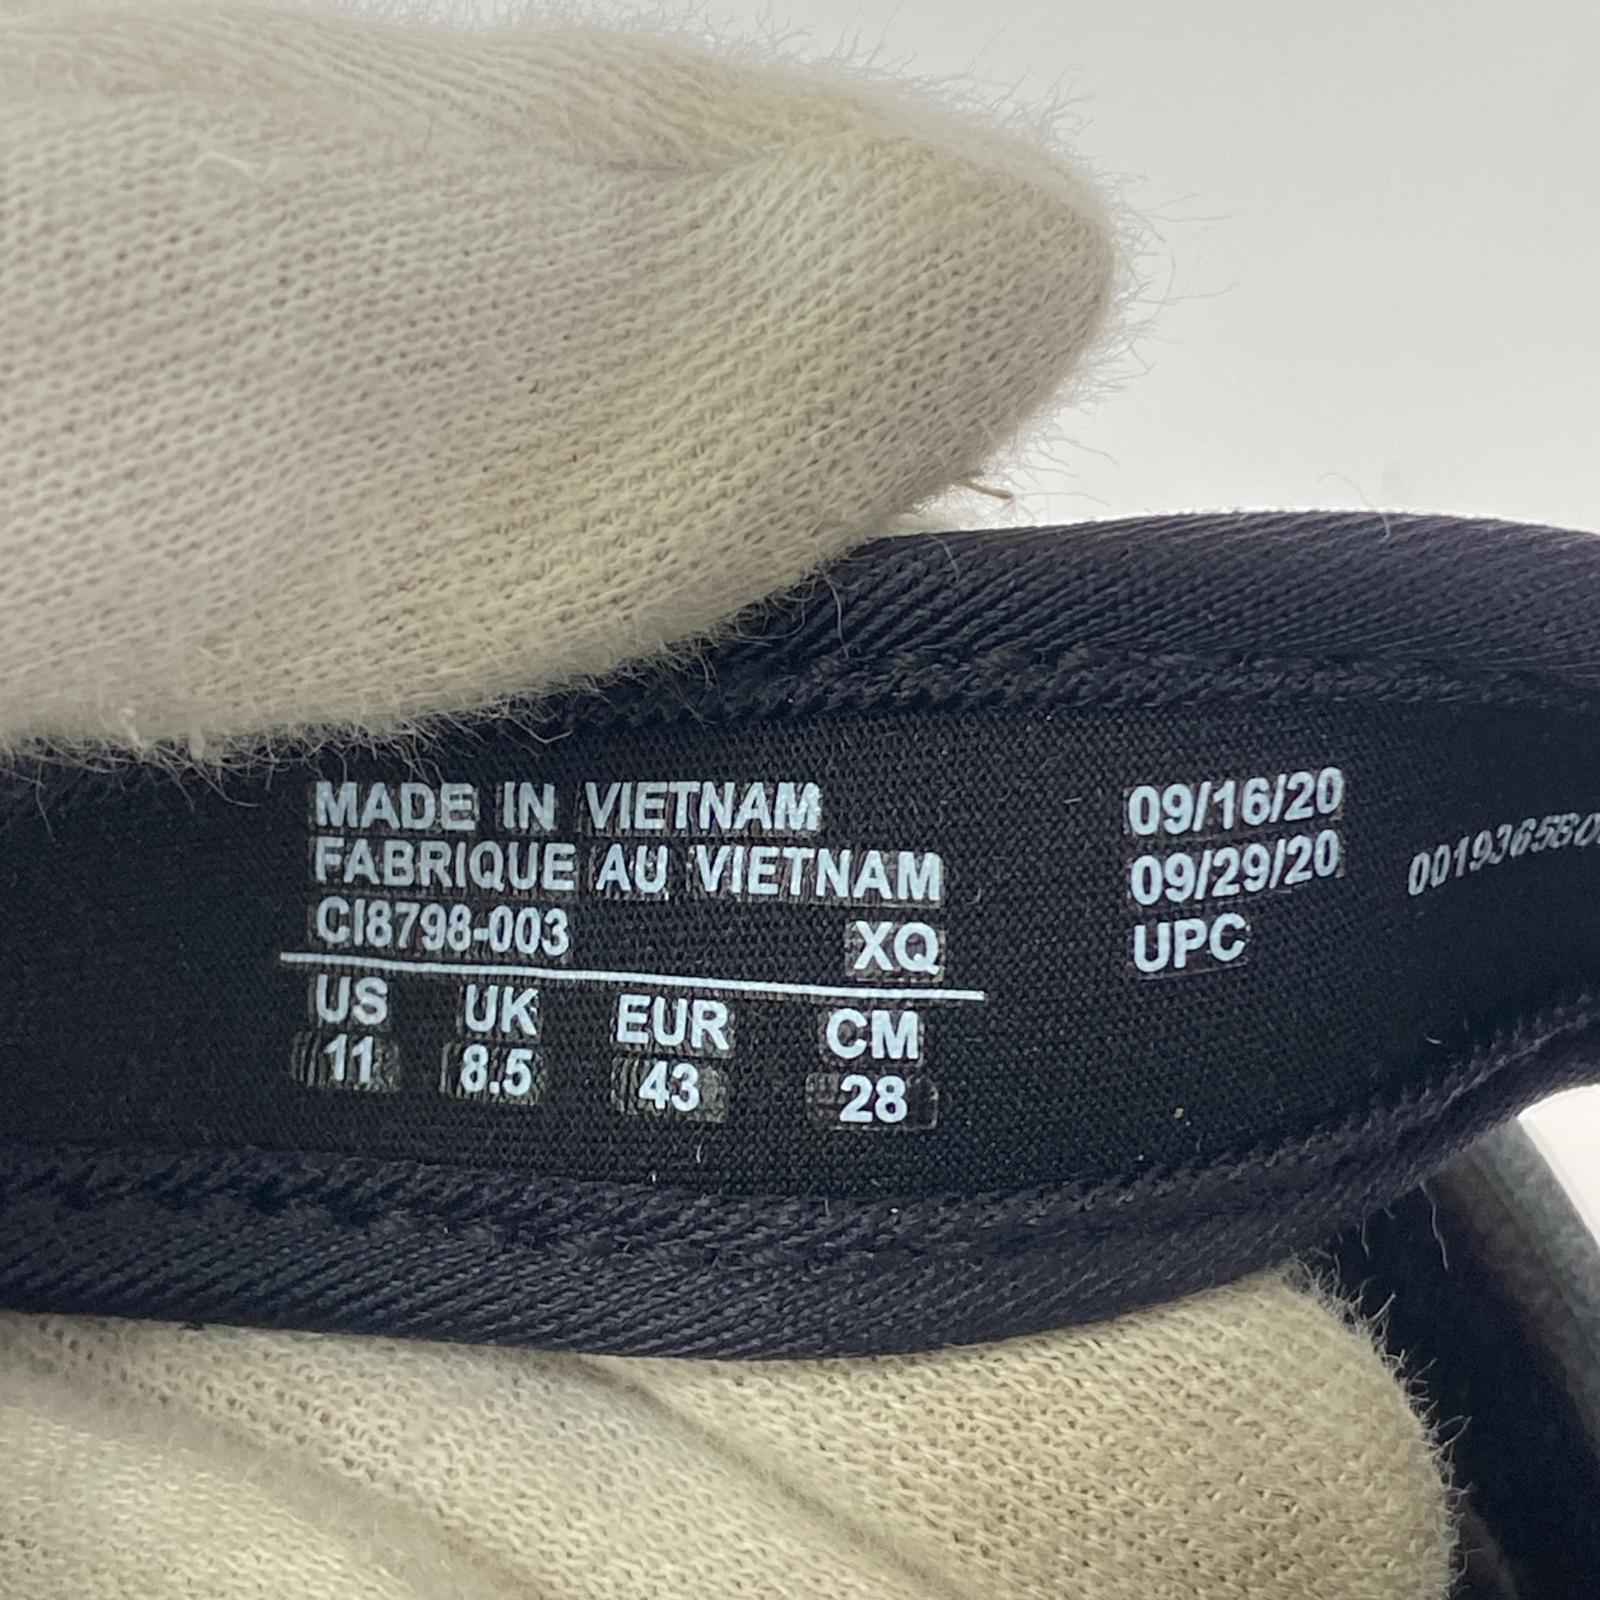 MADE IN VIETNAM
FABRIQUE AU VIETNAM
CI8798-003 XQ
US UK EUR CM
11 8.5 43 28
09/16/20
09/29/20
UPC